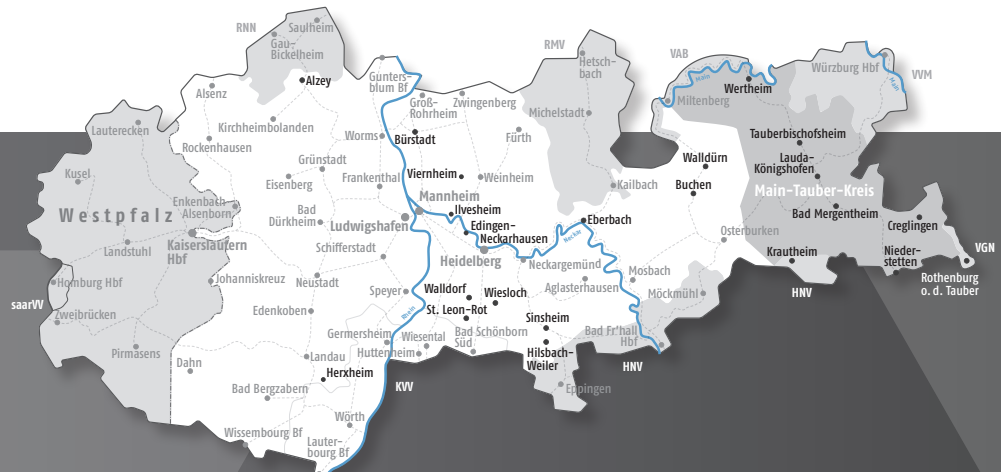 RNN
Saulheim
Gau-
Bickelheim
Alzey
Alsenz
Kirchheimbolanden
Lauterecken
Rockenhausen
Kusel
Grünstadt
Eisenberg
Frankenthal
Worms
Gunters-
blum Bf
Groß-
Rohrheim
Zwingenberg
Bürstadt
Fürth
Viernheim
Weinheim
RMV
Hetsch-
bach
Michelstadt
Kailbach
VAB
Main
Miltenberg
Wertheim
Würzburg Hbf
Main
VVM
Tauberbischofsheim
Lauda-
Königshofen
Main-Tauber-Kreis
Bad Mergentheim
Walldürn
Buchen
Creglingen
Nieder-
stetten
VGN
Rothenburg
o. d. Tauber
Krautheim
HNV
Osterburken
Westpfalz
Enkenbach
Alsenborn
Kaiserslautern
Hbf
Landstuhl
Homburg Hbf
saarVV
Zweibrücken
Pirmasens
Johanniskreuz
Bad
Dürkheim
Mannheim
Ludwigshafen
Ilvesheim
Edingen-
Neckarhausen
Eberbach
Neckar
Heidelberg
Neckargemünd
Schifferstadt
Neustadt
Speyer
Rhein
Walldorf
Wiesloch
St. Leon-Rot
Aglasterhausen
Mosbach
Möckmühl
Sinsheim
Bad Fr'hall
Hbf
HNV
Hilsbach-
Weiler
Eppingen
Edenkoben
Germersheim
Wiesental
Bad Schönborn
Süd
Huttenheim
KVV
Landau
Dahn
Herxheim
Bad Bergzabern
Wörth
Wissembourg Bf
Lauter-
bourg Bf